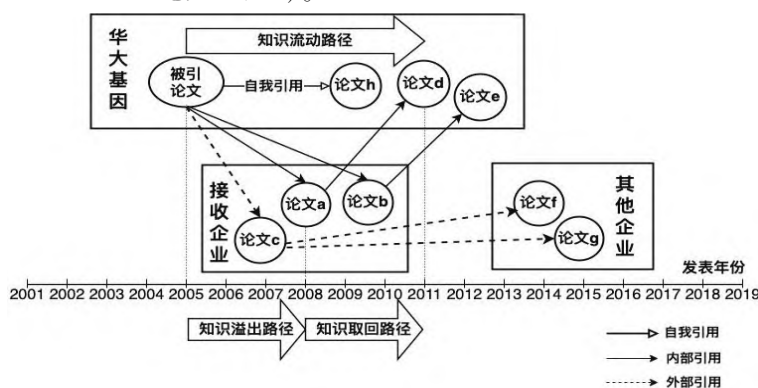 华大基因
知识流动路径
被引
论文
自我引用
论文h
论文d
论文e
接收企业
论文a
论文b
论文c
其他企业
论文f
论文g
发表年份
2001 2002 2003 2004 2005 2006 2007 2008 2009 2010 2011 2012 2013 2014 2015 2016 2017 2018 2019
知识溢出路径
知识取回路径
自我引用
内部引用
外部引用